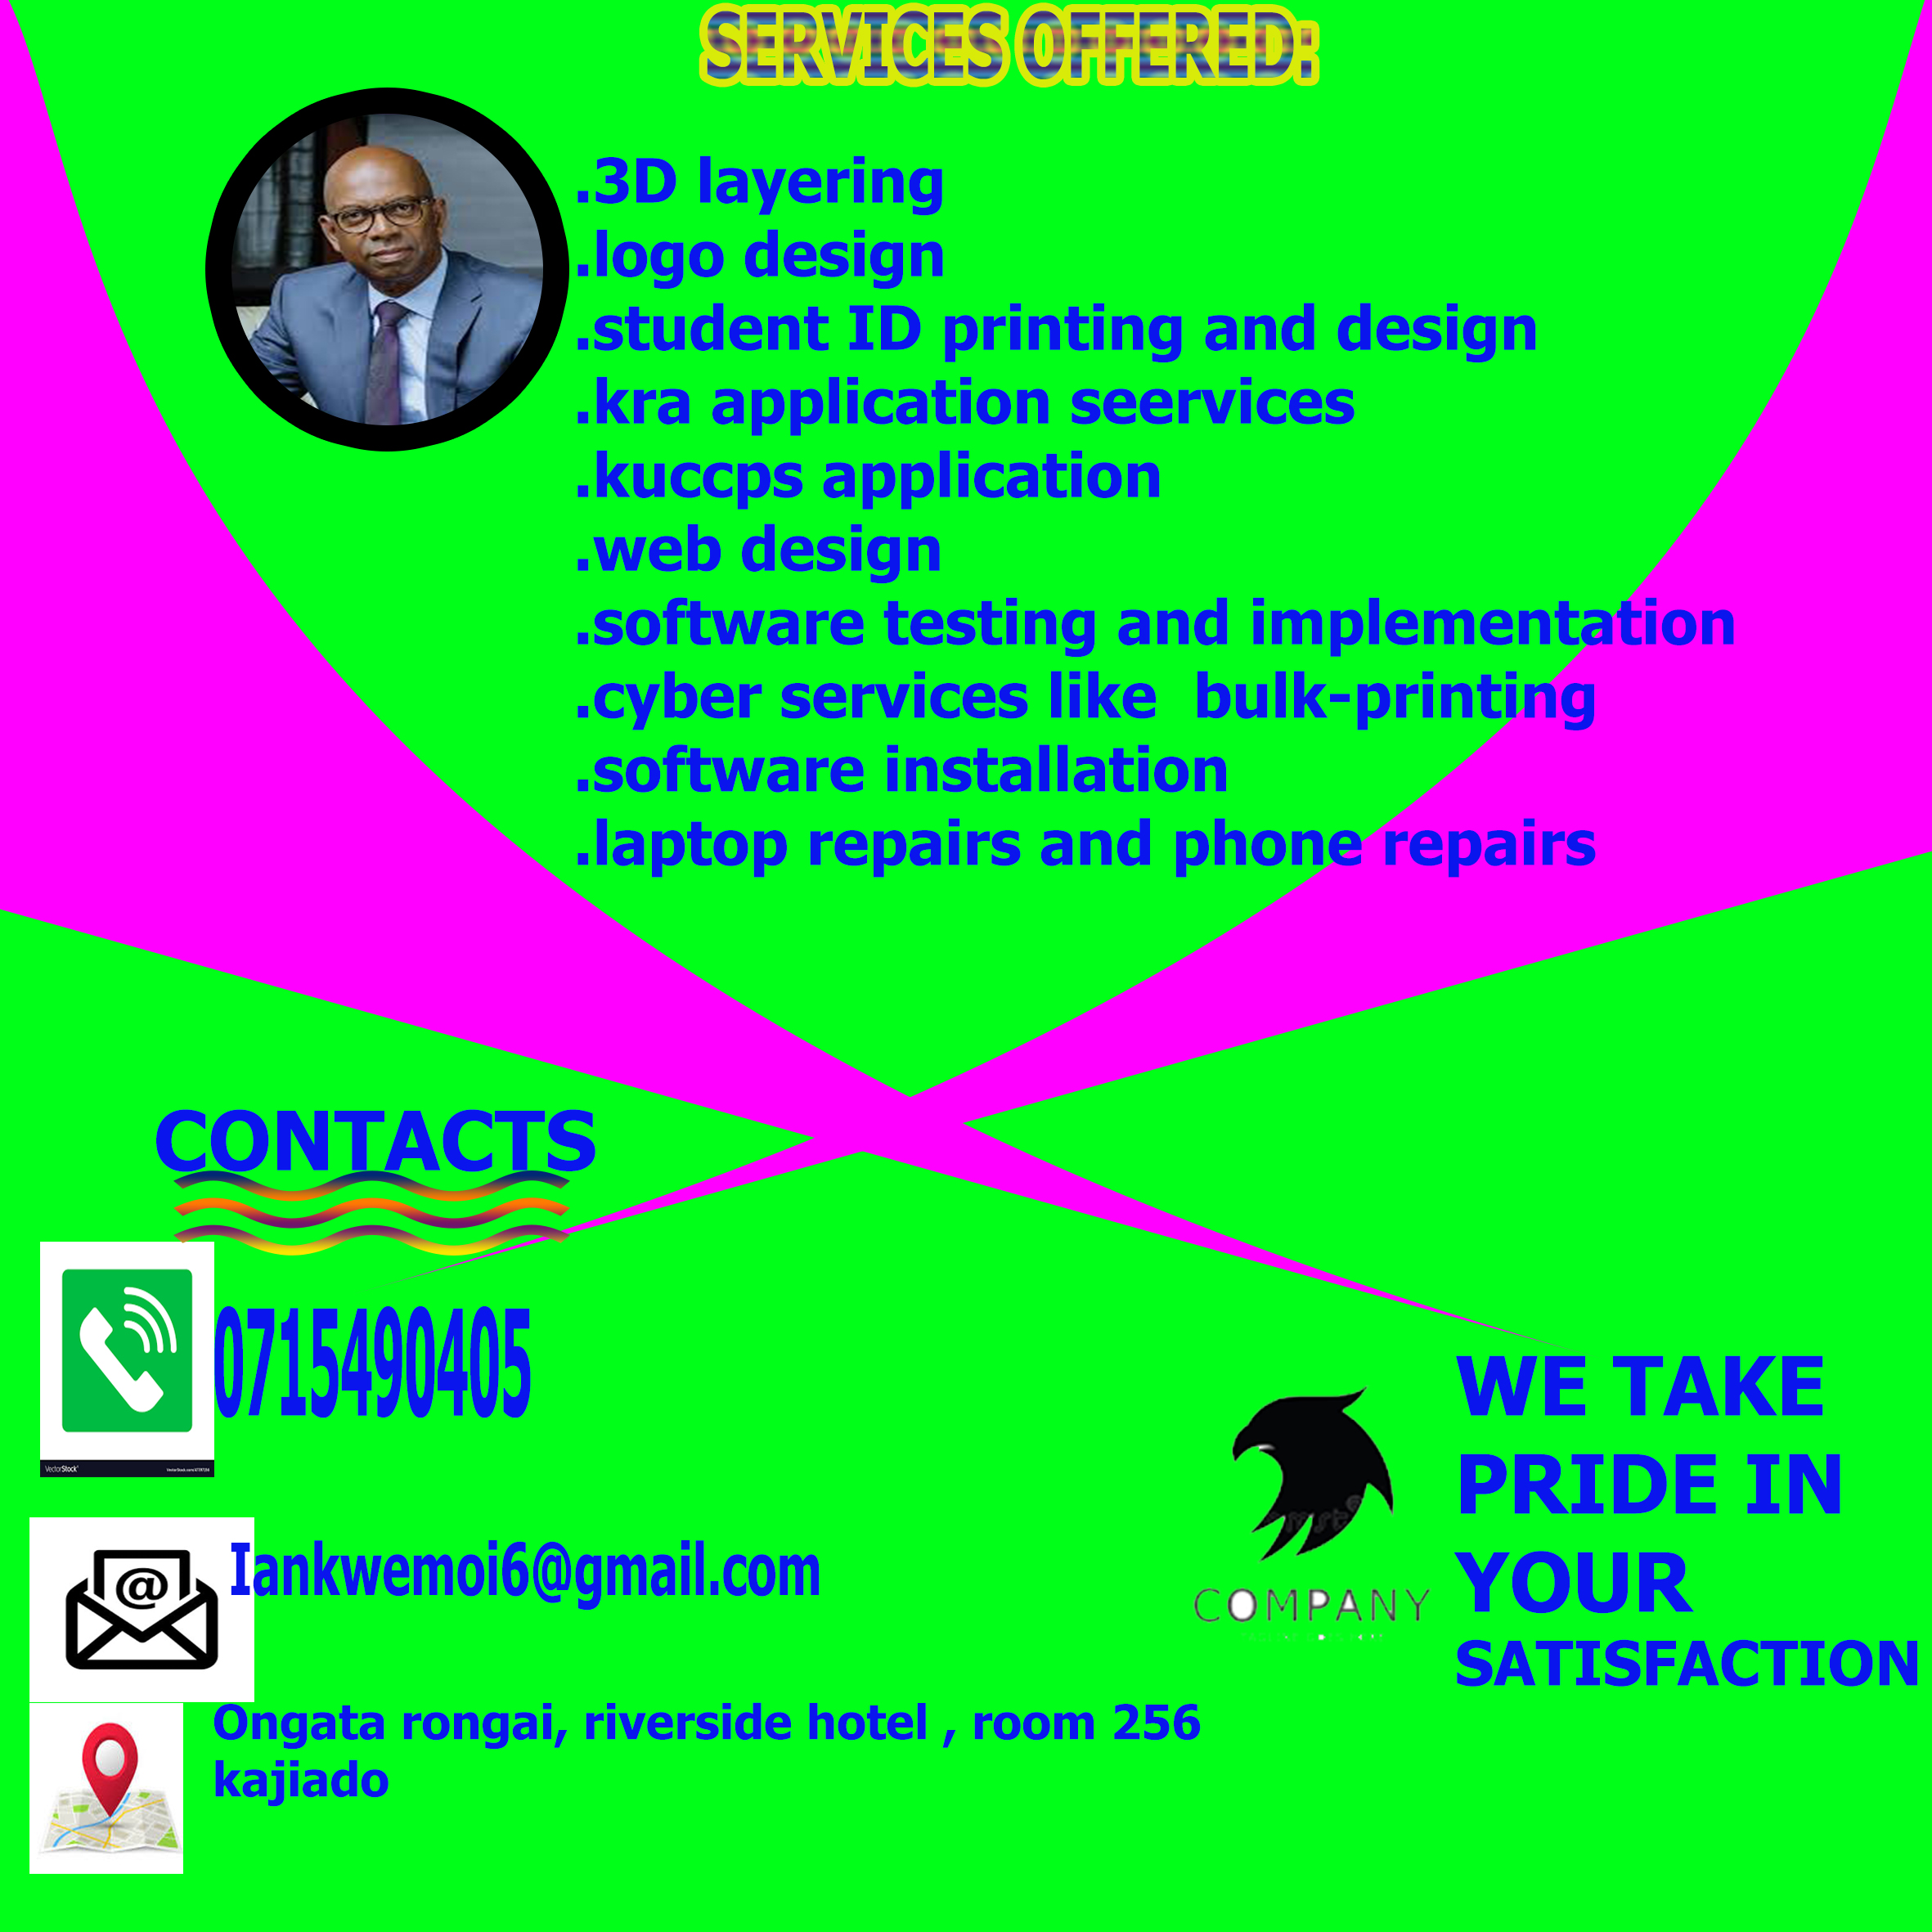 SERVICES OFFERED:
.3D layering
.logo design
.student ID printing and design
.kra application seervices
.kuccps application
.web design
.software testing and implementation
.cyber services like  bulk-printing
.software installation
.laptop repairs and phone repairs
CONTACTS
0715490405
VectorStock®
@
Iankwemoi6@gmail.com
Ongata rongai, riverside hotel , room 256
kajiado
COMPANY
WE TAKE
PRIDE IN
YOUR
SATISFACTION